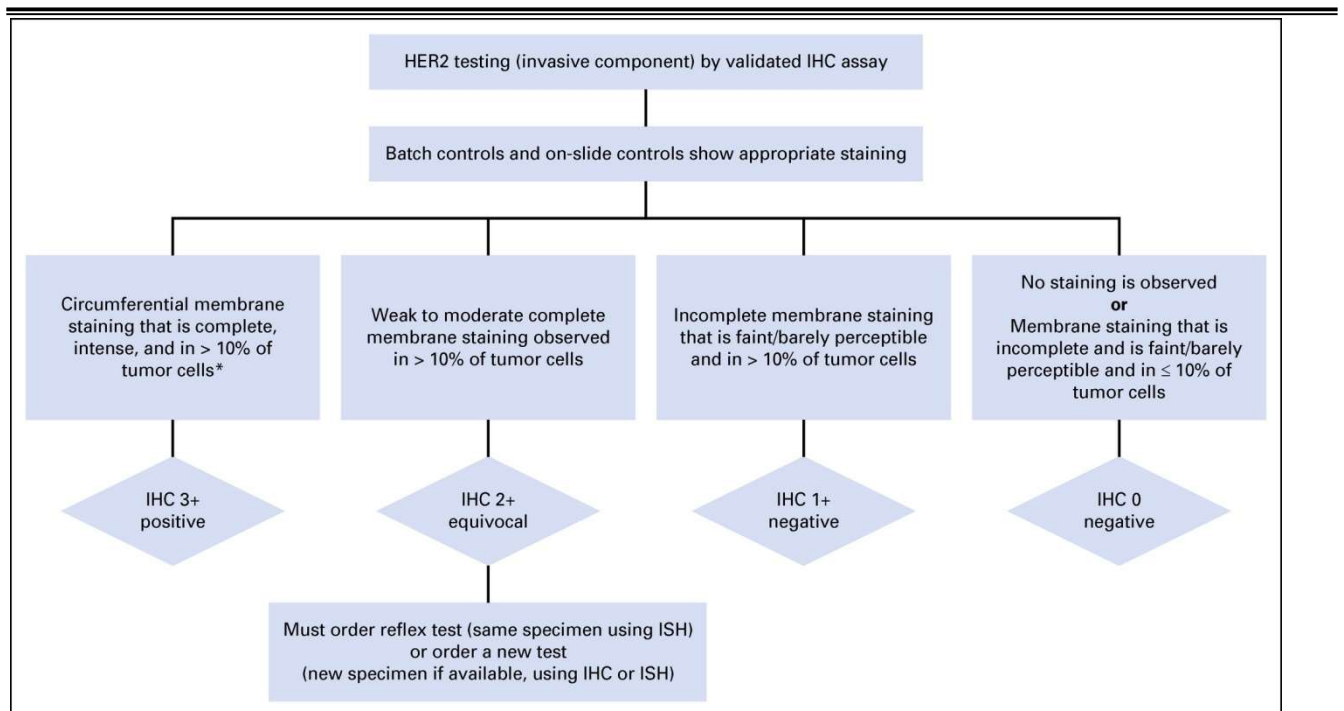 HER2 testing (invasive component) by validated IHC assay
Batch controls and on-slide controls show appropriate staining
Circumferential membrane
staining that is complete,
intense, and in > 10% of
tumor cells*
Weak to moderate complete
membrane staining observed
in > 10% of tumor cells
Incomplete membrane staining
that is faint/barely perceptible
and in > 10% of tumor cells
No staining is observed
or
Membrane staining that is
incomplete and is faint/barely
perceptible and in ≤ 10% of
tumor cells
IHC 3+
positive
IHC 2+
equivocal
IHC 1+
negative
IHC 0
negative
Must order reflex test (same specimen using ISH)
or order a new test
(new specimen if available, using IHC or ISH)